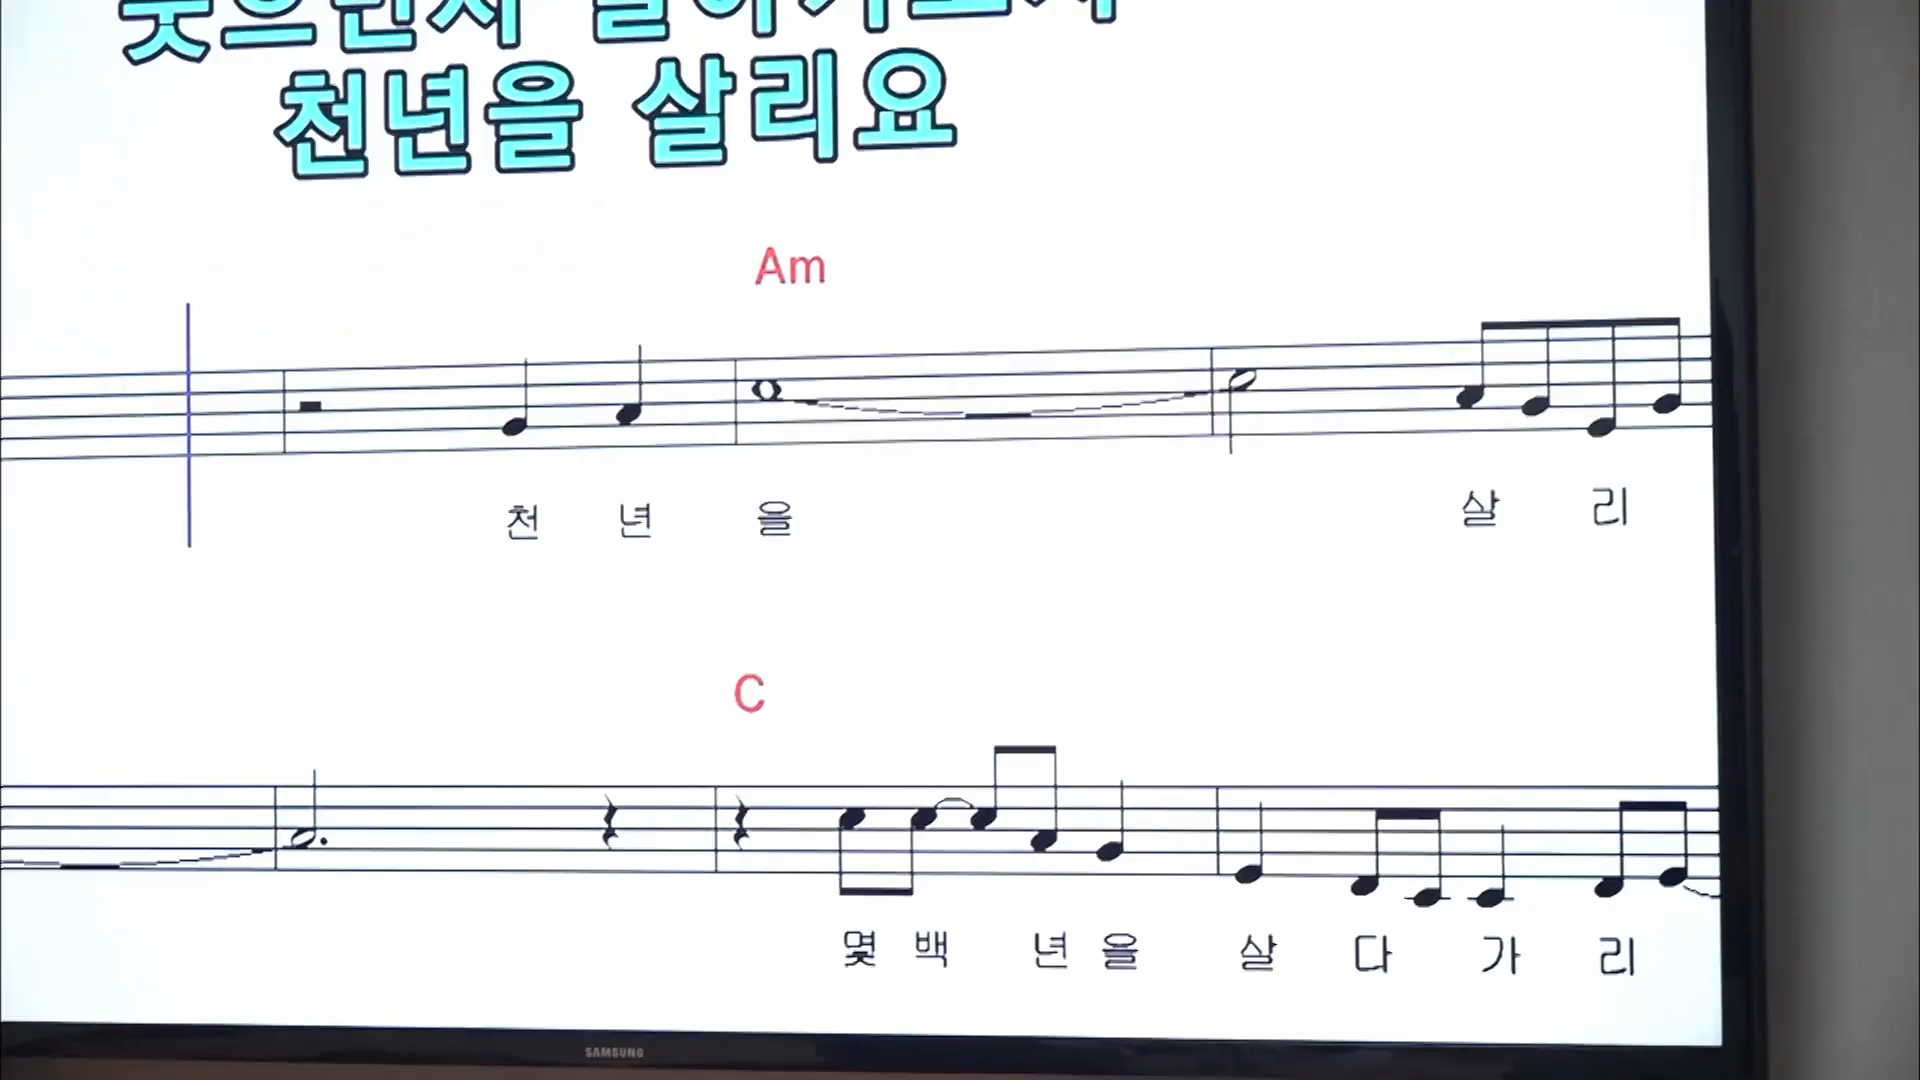 천년을 살리요
Am
천 년 을 살 리
C
몇 백 년 을 살 다 가 리
SAMSUNG